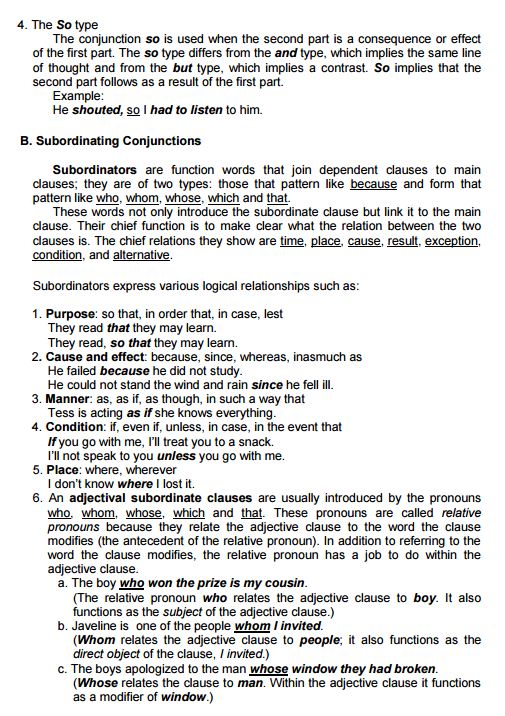 4. The So type
The conjunction so is used when the second part is a consequence or effect
of the first part. The so type differs from the and type, which implies the same line
of thought and from the but type, which implies a contrast. So implies that the
second part follows as a result of the first part.
Example:
He shouted, so I had to listen to him.
B. Subordinating Conjunctions
Subordinators are function words that join dependent clauses to main
clauses; they are of two types: those that pattern like because and form that
pattern like who, whom, whose, which and that.
These words not only introduce the subordinate clause but link it to the main
clause. Their chief function is to make clear what the relation between the two
clauses is. The chief relations they show are time, place, cause, result, exception,
condition, and alternative.
Subordinators express various logical relationships such as:
1. Purpose: so that, in order that, in case, lest
They read that they may learn.
They read, so that they may learn.
2. Cause and effect: because, since, whereas, inasmuch as
He failed because he did not study.
He could not stand the wind and rain since he fell ill.
3. Manner: as, as if, as though, in such a way that
Tess is acting as if she knows everything.
4. Condition: if, even if, unless, in case, in the event that
If you go with me, I'll treat you to a snack.
I'll not speak to you unless you go with me.
5. Place: where, wherever
I don't know where I lost it.
6. An adjectival subordinate clauses are usually introduced by the pronouns
who, whom, whose, which and that. These pronouns are called relative
pronouns because they relate the adjective clause to the word the clause
modifies (the antecedent of the relative pronoun). In addition to referring to the
word the clause modifies, the relative pronoun has a job to do within the
adjective clause.
a. The boy who won the prize is my cousin.
(The relative pronoun who relates the adjective clause to boy. It also
functions as the subject of the adjective clause.)
b. Javeline is one of the people whom I invited.
(Whom relates the adjective clause to people; it also functions as the
direct object of the clause, I invited.)
c. The boys apologized to the man whose window they had broken.
(Whose relates the clause to man. Within the adjective clause it functions
as a modifier of window.)